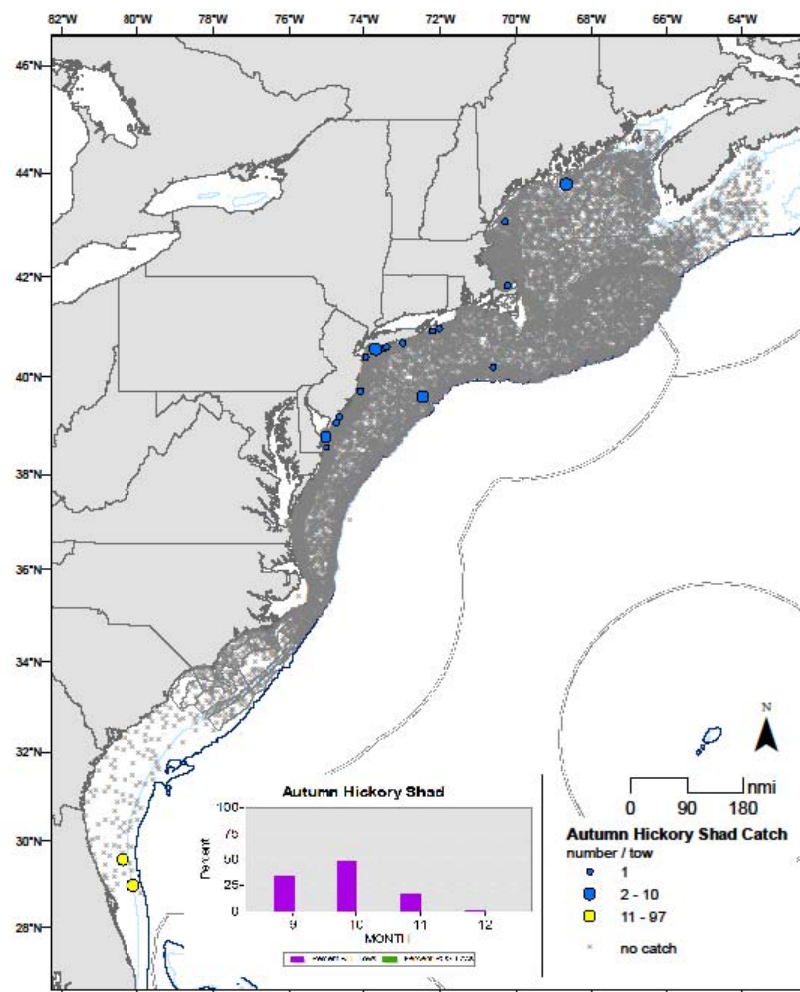 82°W 80°W 78°W 76°W 74°W 72°W 70°W 68°W 66°W 64°W
46°N
44°N
42°N
40°N
38°N
36°N
34°N
32°N
30°N
28°N
N
0 90 180 nmi
Autumn Hickory Shad
Percent
100
75
50
25
0
9 10 11 12
MONTH
Percent
Percent
Autumn Hickory Shad Catch
number / tow
1
2 - 10
11 - 97
no catch